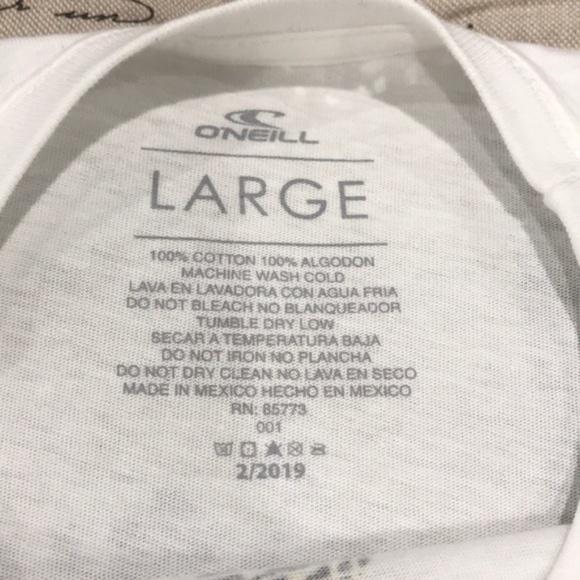 O'NEILL
LARGE
100% COTTON 100% ALGODON
MACHINE WASH COLD
LAVA EN LAVADORA CON AGUA FRIA
DO NOT BLEACH NO BLANQUEADOR
TUMBLE DRY LOW
SECAR A TEMPERATURA BAJA
DO NOT IRON NO PLANCHA
DO NOT DRY CLEAN NO LAVA EN SECO
MADE IN MEXICO HECHO EN MEXICO
RN: 85773
001
2/2019